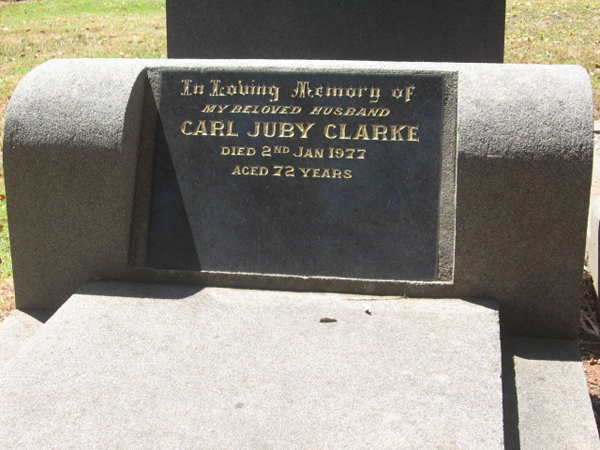 In Loving Memory of
MY BELOVED HUSBAND
CARL JUBY CLARKE
DIED 2ND JAN 1977
AGED 72 YEARS